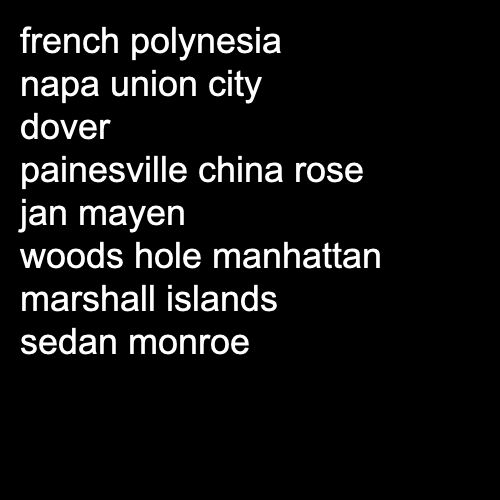 french polynesia
napa union city
dover
painesville china rose
jan mayen
woods hole manhattan
marshall islands
sedan monroe